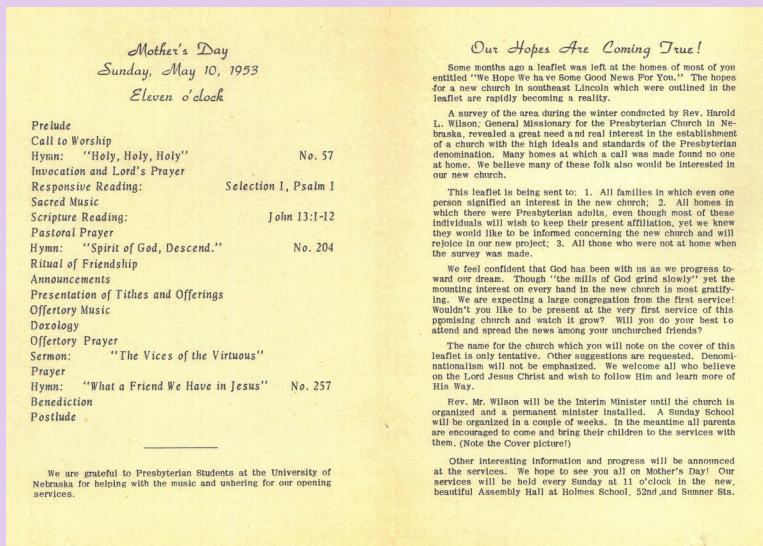 Mother's Day
Sunday, May 10, 1953
Eleven o'clock
Prelude
Call to Worship
Hymn: "Holy, Holy, Holy" No. 57
Invocation and Lord's Prayer
Responsive Reading: Selection 1, Psalm 1
Sacred Music
Scripture Reading: John 13:1-12
Pastoral Prayer
Hymn: "Spirit of God, Descend." No. 204
Ritual of Friendship
Announcements
Presentation of Tithes and Offerings
Offertory Music
Doxology
Offertory Prayer
Sermon: "The Vices of the Virtuous"
Prayer
Hymn: "What a Friend We Have in Jesus" No. 257
Benediction
Postlude
We are grateful to Presbyterian Students at the University of
Nebraska for helping with the music and ushering for our opening
services.
Our Hopes Are Coming True!
Some months ago a leaflet was left at the homes of most of you
entitled "We Hope We have Some Good News For You." The hopes
for a new church in southeast Lincoln which were outlined in the
leaflet are rapidly becoming a reality.
A survey of the area during the winter conducted by Rev. Harold
L. Wilson, General Missionary for the Presbyterian Church in Ne-
braska, revealed a great need and real interest in the establishment
of a church with the high ideals and standards of the Presbyterian
denomination. Many homes at which a call was made found no one
at home. We believe many of these folk also would be interested in
our new church.
This leaflet is being sent to: 1. All families in which even one
person signified an interest in the new church; 2. All homes in
which there were Presbyterian adults, even though most of these
individuals will wish to keep their present affiliation, yet we knew
they would like to be informed concerning the new church and will
rejoice in our new project; 3. All those who were not at home when
the survey was made.
We feel confident that God has been with us as we progress to-
ward our dream. Though "the mills of God grind slowly" yet the
mounting interest on every hand in the new church is most gratify-
ing. We are expecting a large congregation from the first service!
Wouldn't you like to be present at the very first service of this
promising church and watch it grow? Will you do your best to
attend and spread the news among your unchurched friends?
The name for the church which you will note on the cover of this
leaflet is only tentative. Other suggestions are requested. Denomi-
nationalism will not be emphasized. We welcome all who believe
on the Lord Jesus Christ and wish to follow Him and learn more of
His Way.
Rev. Mr. Wilson will be the Interim Minister until the church is
organized and a permanent minister installed. A Sunday School
will be organized in a couple of weeks. In the meantime all parents
are encouraged to come and bring their children to the services with
them. (Note the Cover picture!)
Other interesting information and progress will be announced
at the services. We hope to see you all on Mother's Day! Our
services will be held every Sunday at 11 o'clock in the new,
beautiful Assembly Hall at Holmes School, 52nd and Sumner Sts.